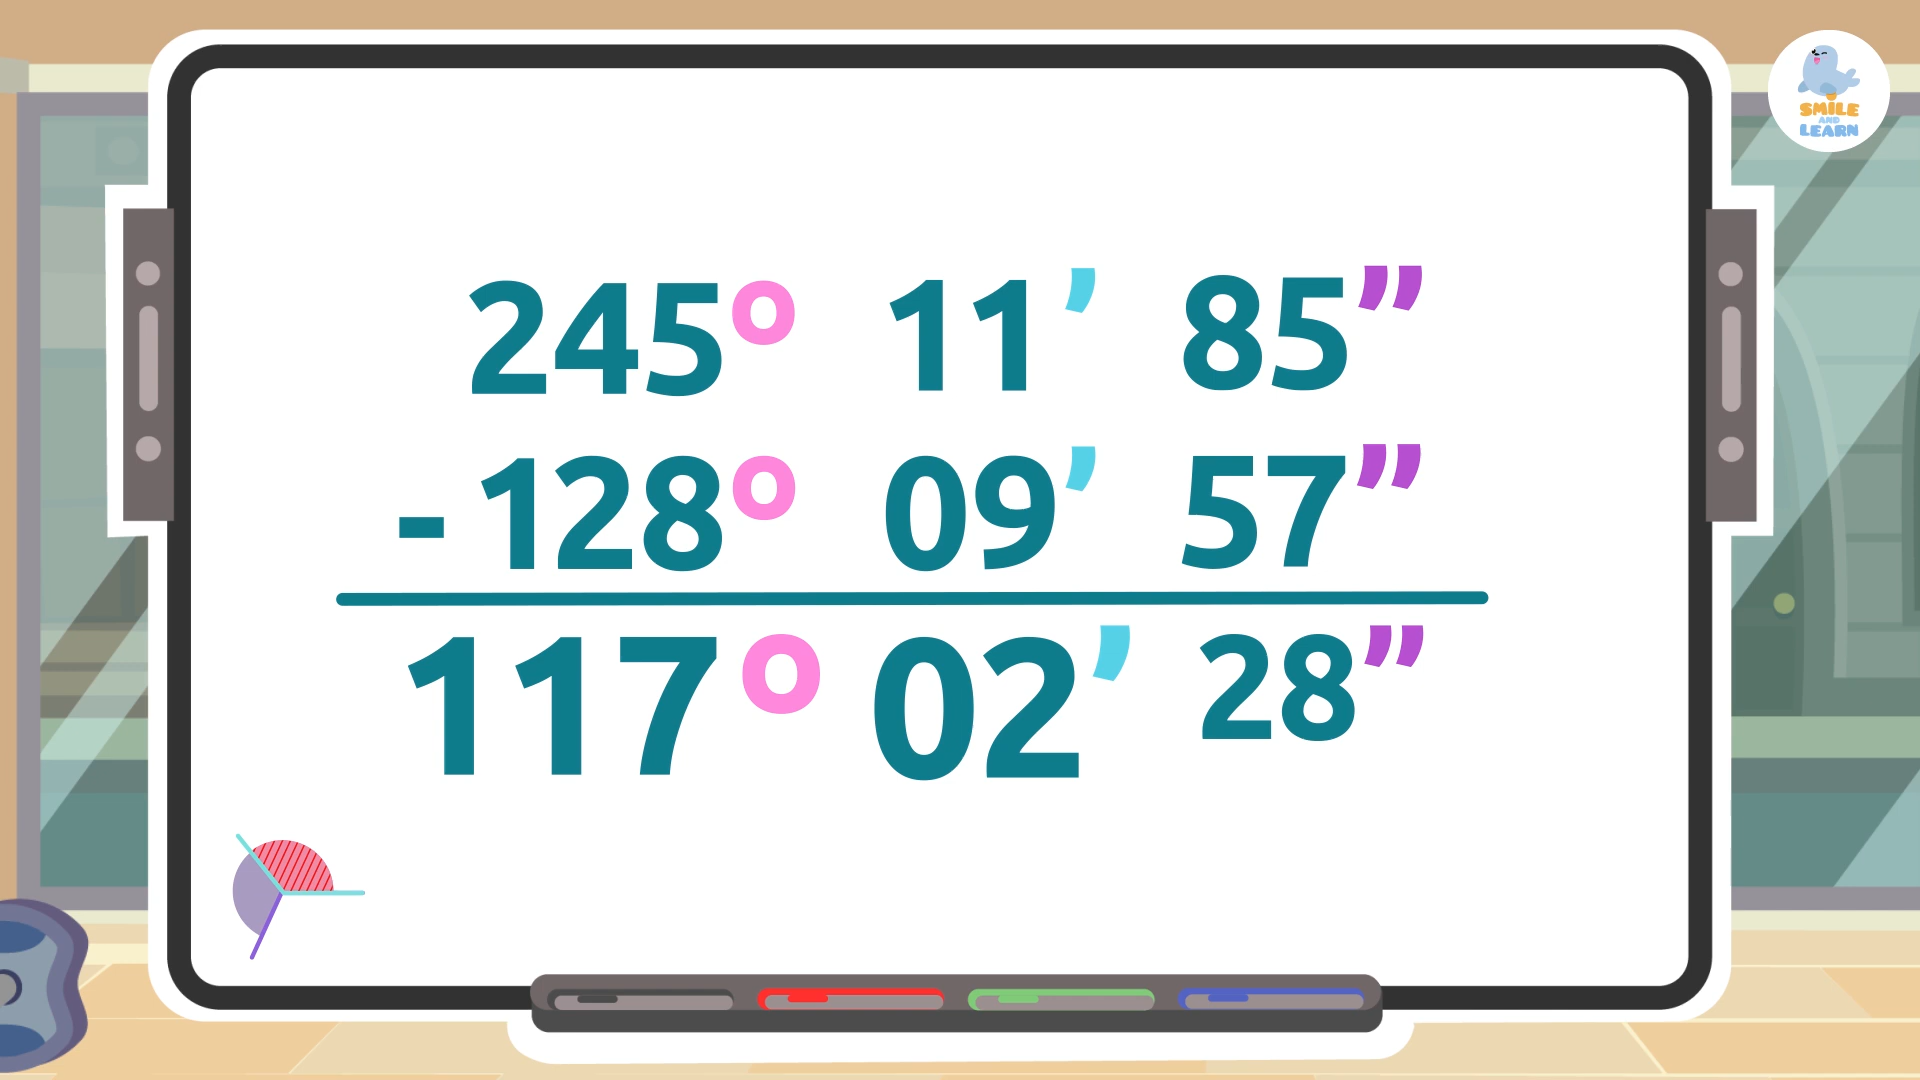 245° 11’ 85”
-128° 09’ 57”
117° 02’ 28”
SMILE
AND
LEARN